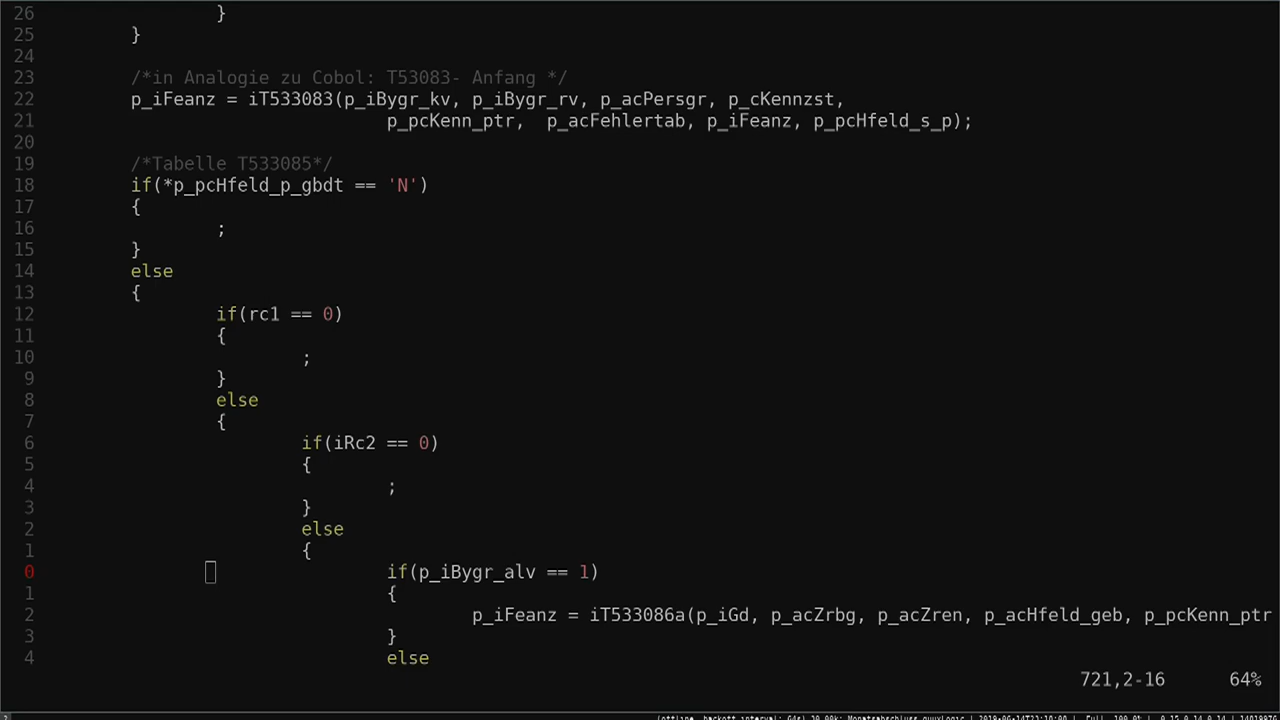 26 }
25 }
24
23 /*in Analogie zu Cobol: T53083- Anfang */
22 p_iFeanz = iT533083(p_iBygr_kv, p_iBygr_rv, p_acPersgr, p_cKennzst,
21 p_pcKenn_ptr, p_acFehlertab, p_iFeanz, p_pcHfeld_s_p);
20
19 /*Tabelle T533085*/
18 if(*p_pcHfeld_p_gbdt == 'N')
17 {
16 ;
15 }
14 else
13 {
12 if(rc1 == 0)
11 {
10 ;
9 }
8 else
7 {
6 if(iRc2 == 0)
5 {
4 ;
3 }
2 else
1 {
0 if(p_iBygr_alv == 1)
1 {
2 p_iFeanz = iT533086a(p_iGd, p_acZrbg, p_acZren, p_acHfeld_geb, p_pcKenn_ptr
3 }
4 else
721,2-16 64%